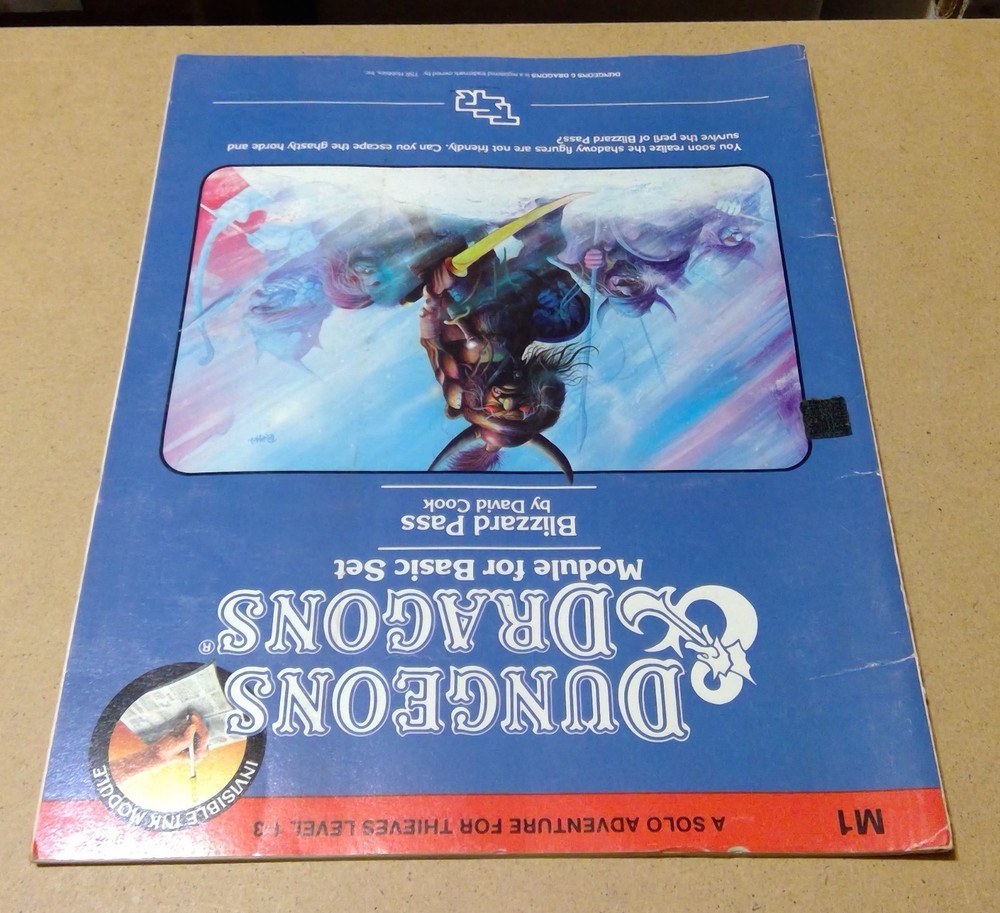 M1
A SOLO ADVENTURE FOR THIEVES LEVEL 1-3
INVISIBLE INK MODULE
DUNGEONS
& DRAGONS®
Module for Basic Set
Blizzard Pass
by David Cook
You soon realize the shadowy figures are not friendly. Can you escape the ghastly horde and
survive the peril of Blizzard Pass?
TSR
DUNGEONS & DRAGONS is a registered trademark owned by TSR Hobbies, Inc.